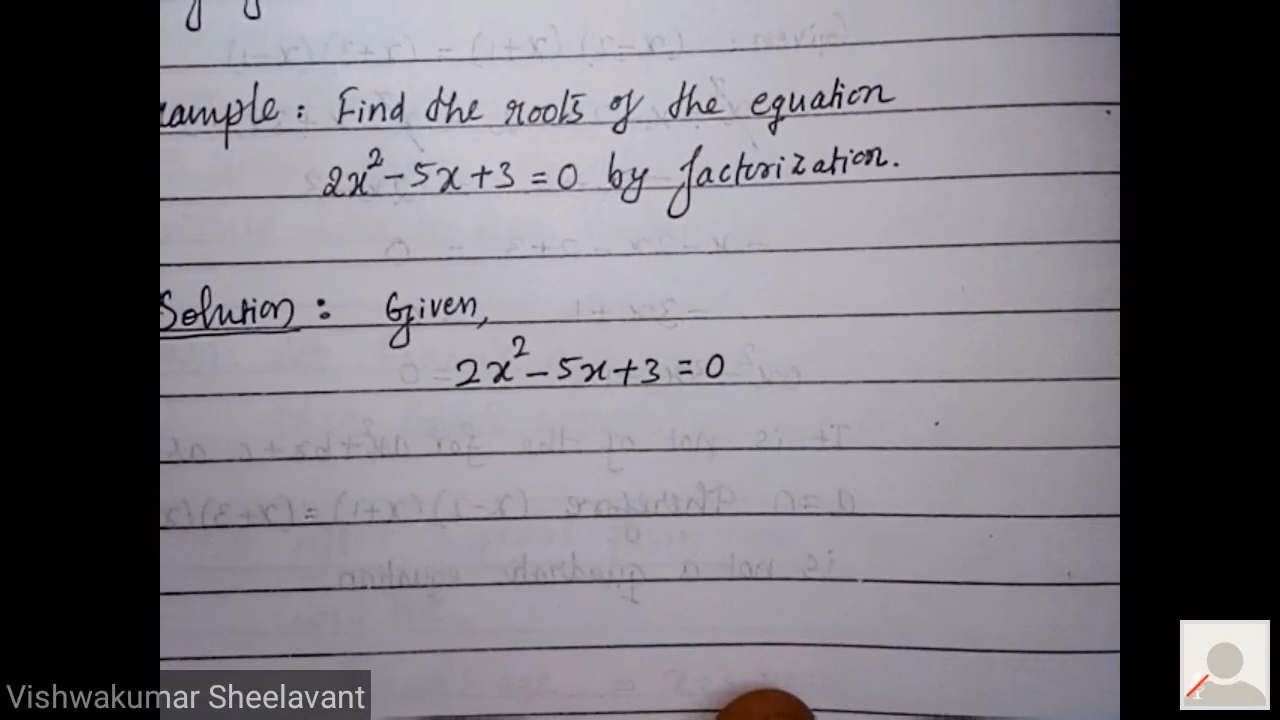 xample: Find the roots of the equation
2x² - 5x + 3 = 0 by factorization.
Solution: Given,
2x² - 5x + 3 = 0
Vishwakumar Sheelavant